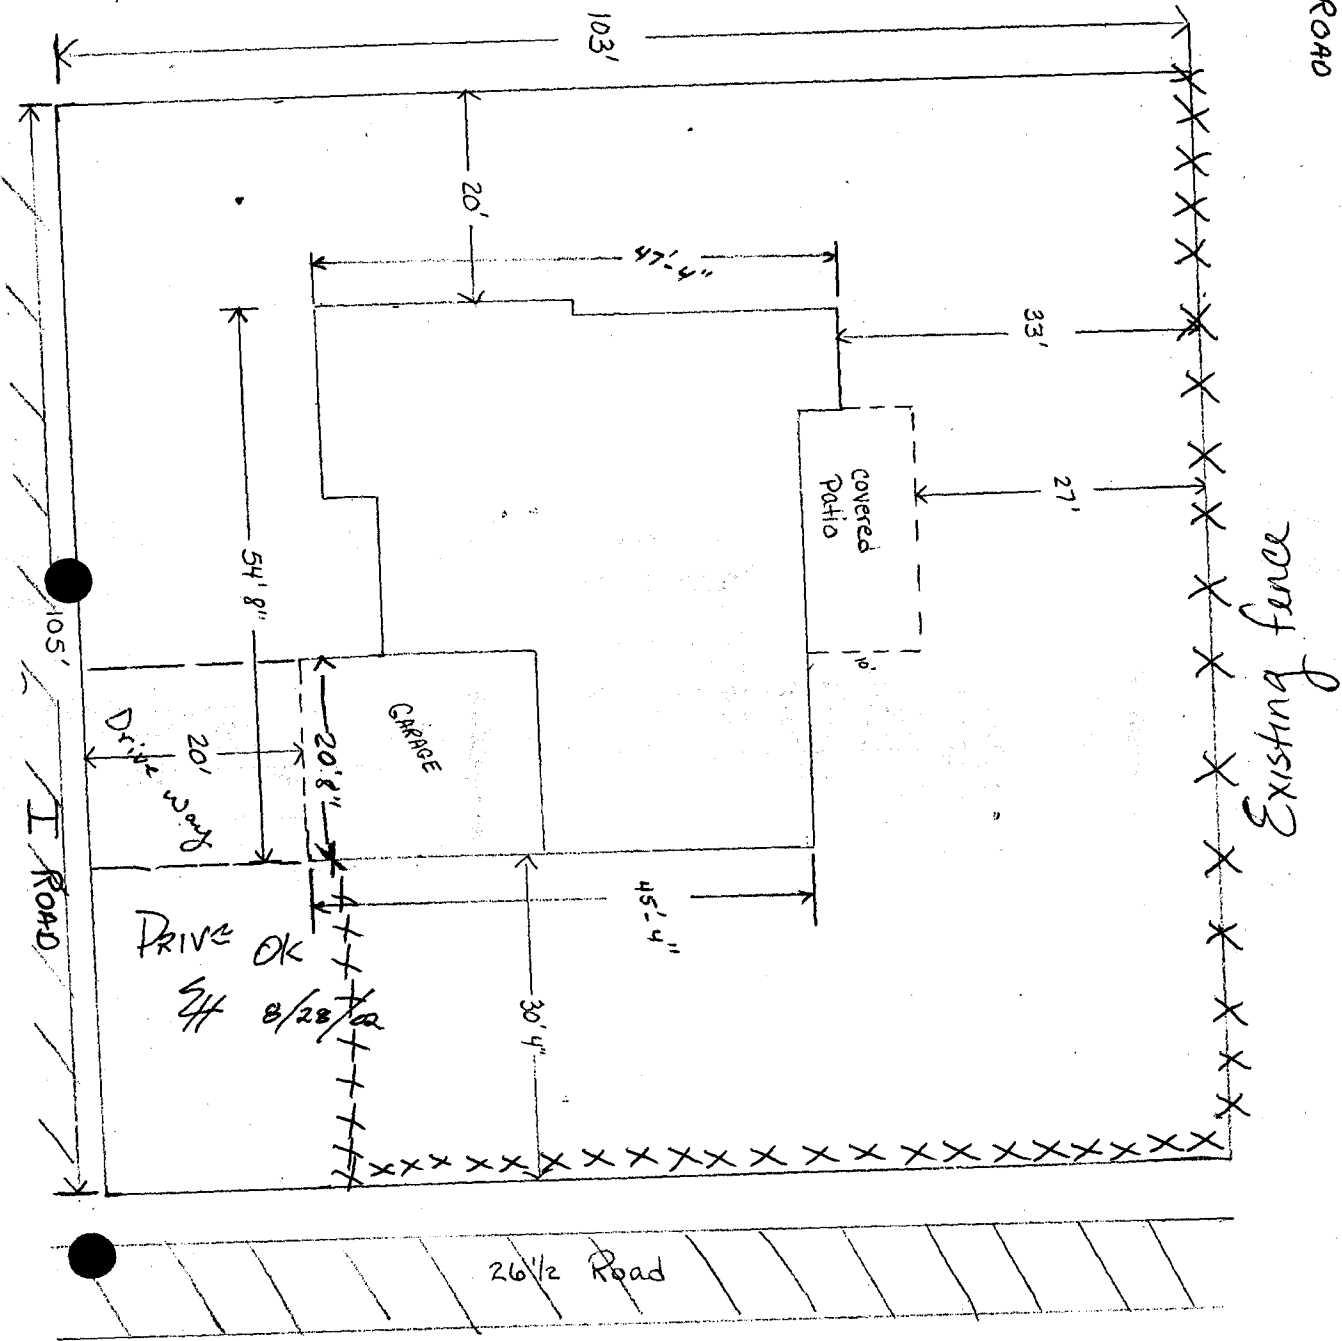 ROAD
103'
20'
47'-4"
33'
27'
covered
Patio
10'
Existing fence
54' 8"
105'
GARAGE
20'8"
20'
Drive way
I ROAD
DRIVE OK
8/28/02
45'-4"
30' 4"
26 1/2 Road